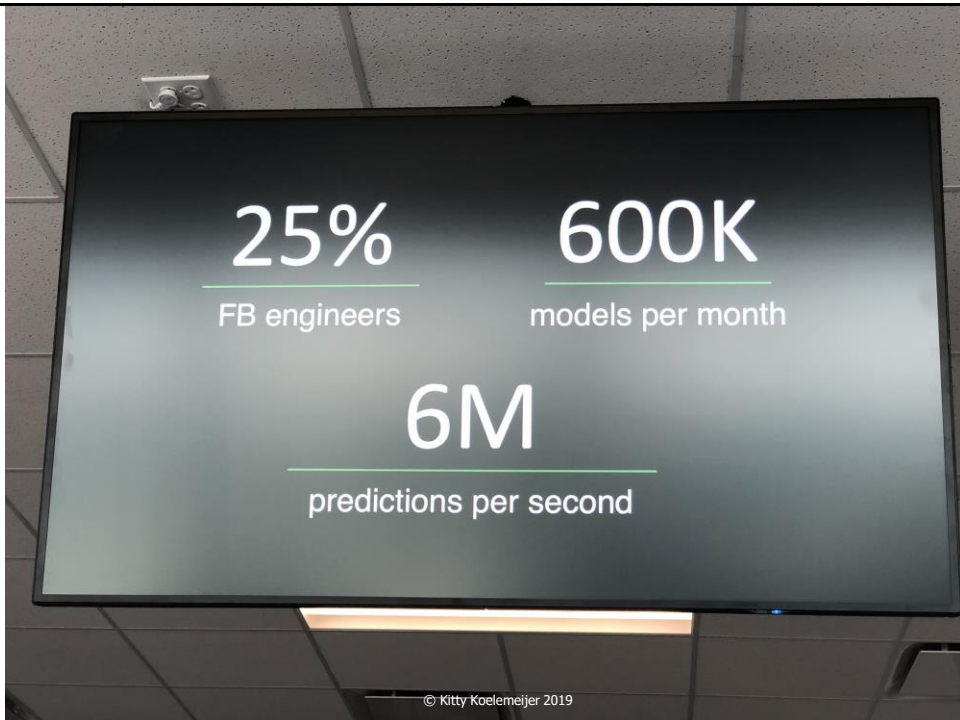 25%
FB engineers
600K
models per month
6M
predictions per second
© Kitty Koelemeijer 2019